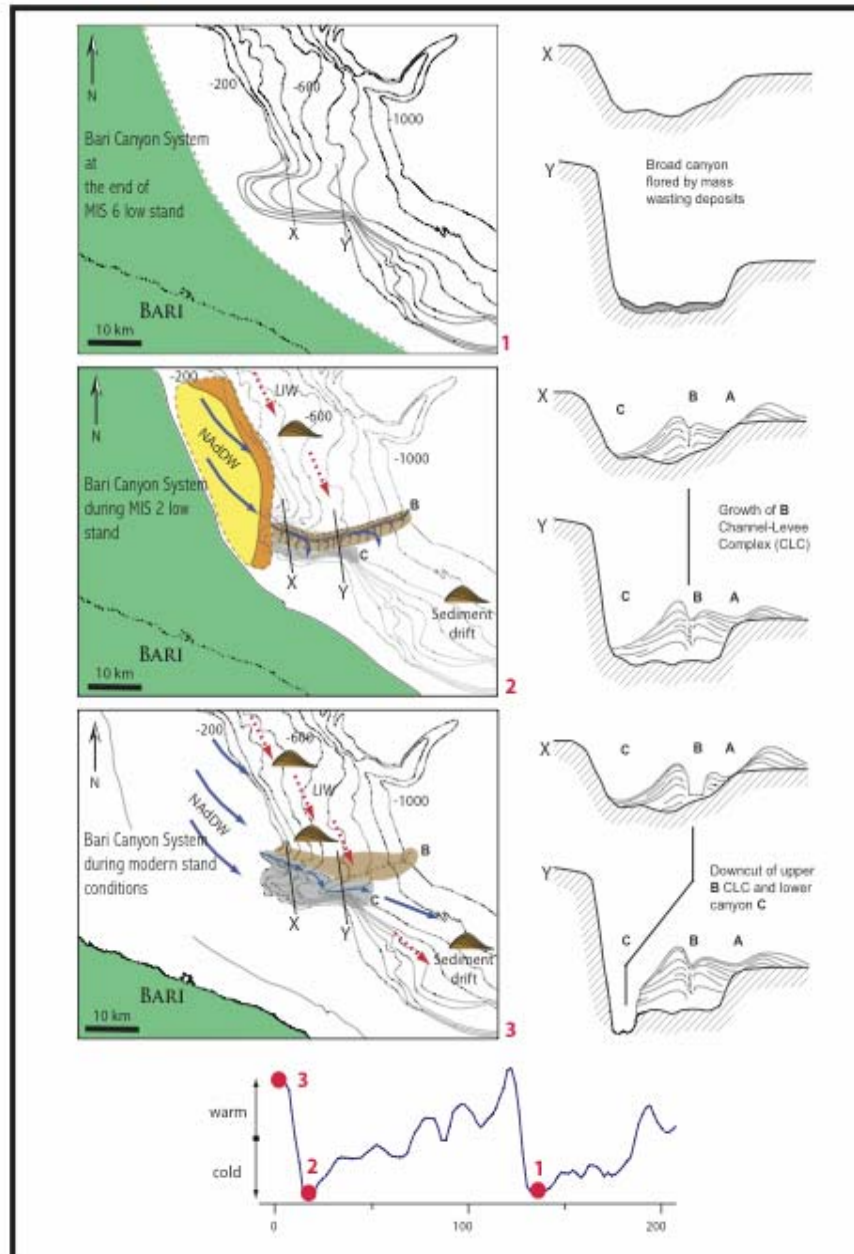 -200
-600
-1000
N
Bari Canyon System
at
the end of
MIS 6 low stand
X
Y
BARI
10 km
1
X
Y
Broad canyon
flored by mass
wasting deposits
-200
LIW
-600
-1000
N
NAdDW
Bari Canyon System
during MIS 2 low
stand
B
C
X
Y
Sediment
drift
BARI
10 km
2
X
C
B
A
Growth of B
Channel-Levee
Complex (CLC)
Y
C
B
A
-200
-600
LIW
-1000
N
NAdDW
Bari Canyon System
during modern stand
conditions
B
C
X
Y
Sediment
drift
BARI
10 km
3
X
C
B
A
Downcut of upper
B CLC and lower
canyon C
Y
C
B
A
3
warm
2
1
cold
0
100
200